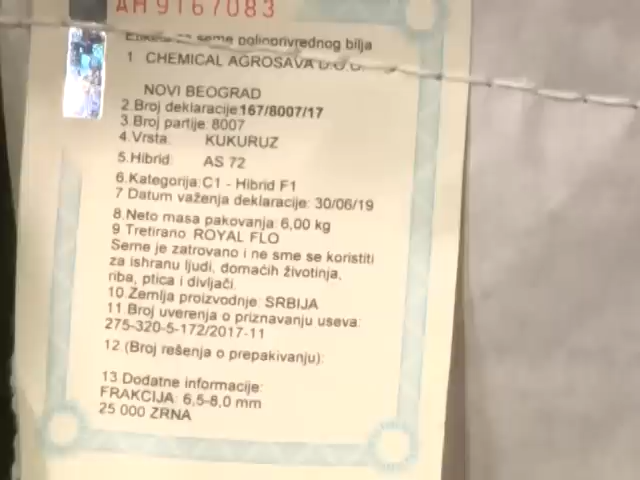 AH9167083
Etiketa za seme poljoprivrednog bilja
1 CHEMICAL AGROSAVA D.O.O.
NOVI BEOGRAD
2.Broj deklaracije:167/8007/17
3.Broj partije: 8007
4.Vrsta: KUKURUZ
5.Hibrid: AS 72
6.Kategorija:C1 - Hibrid F1
7 Datum važenja deklaracije: 30/06/19
8.Neto masa pakovanja: 6,00 kg
9 Tretirano ROYAL FLO
Seme je zatrovano i ne sme se koristiti
za ishranu ljudi, domaćih životinja,
riba, ptica i divljači.
10 Zemlja proizvodnje: SRBIJA
11.Broj uverenja o priznavanju useva:
275-320-5-172/2017-11
12 (Broj rešenja o prepakivanju):
13 Dodatne informacije:
FRAKCIJA: 6,5-8,0 mm
25 000 ZRNA